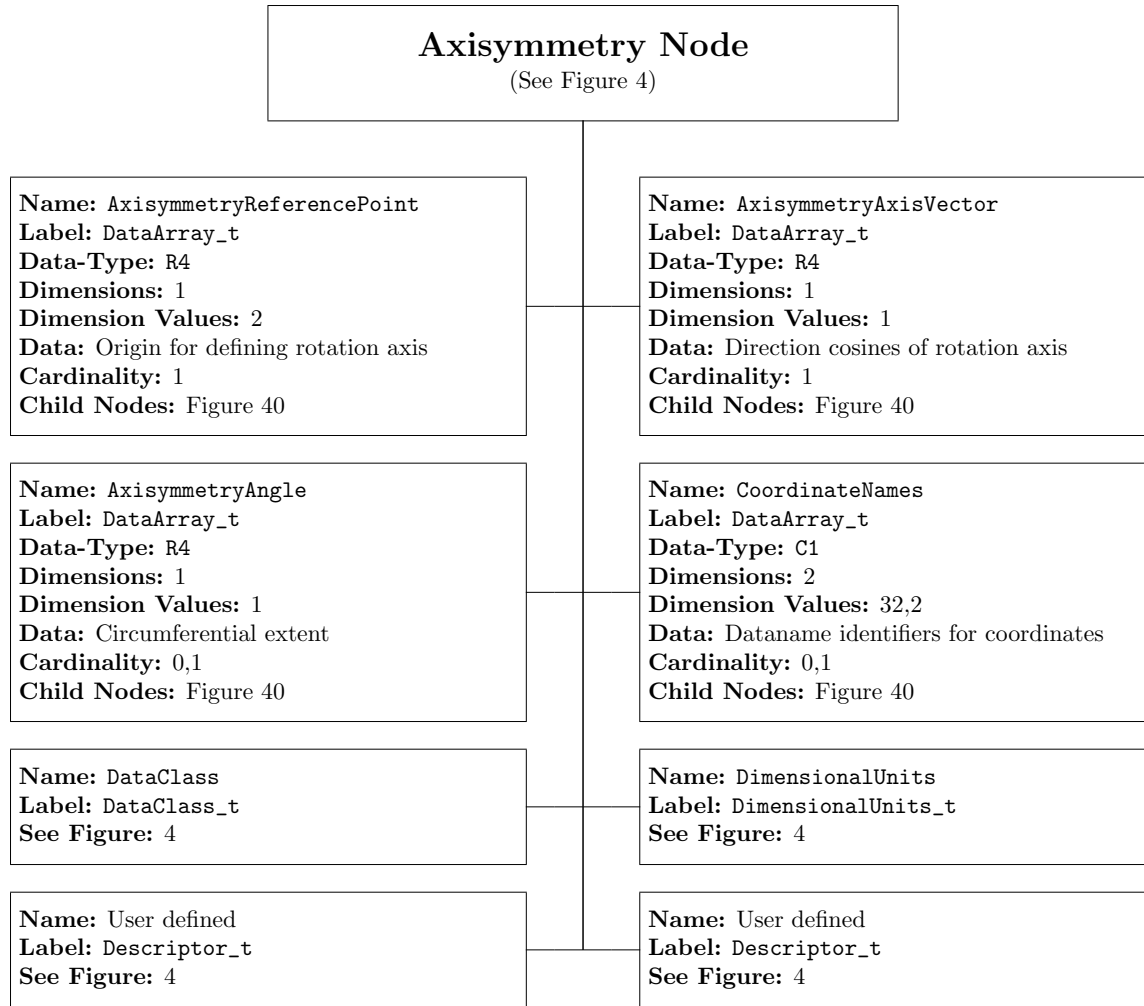 Axisymmetry Node
(See Figure 4)
Name: AxisymmetryReferencePoint
Label: DataArray_t
Data-Type: R4
Dimensions: 1
Dimension Values: 2
Data: Origin for defining rotation axis
Cardinality: 1
Child Nodes: Figure 40
Name: AxisymmetryAxisVector
Label: DataArray_t
Data-Type: R4
Dimensions: 1
Dimension Values: 1
Data: Direction cosines of rotation axis
Cardinality: 1
Child Nodes: Figure 40
Name: AxisymmetryAngle
Label: DataArray_t
Data-Type: R4
Dimensions: 1
Dimension Values: 1
Data: Circumferential extent
Cardinality: 0,1
Child Nodes: Figure 40
Name: CoordinateNames
Label: DataArray_t
Data-Type: C1
Dimensions: 2
Dimension Values: 32,2
Data: Dataname identifiers for coordinates
Cardinality: 0,1
Child Nodes: Figure 40
Name: DataClass
Label: DataClass_t
See Figure: 4
Name: DimensionalUnits
Label: DimensionalUnits_t
See Figure: 4
Name: User defined
Label: Descriptor_t
See Figure: 4
Name: User defined
Label: Descriptor_t
See Figure: 4